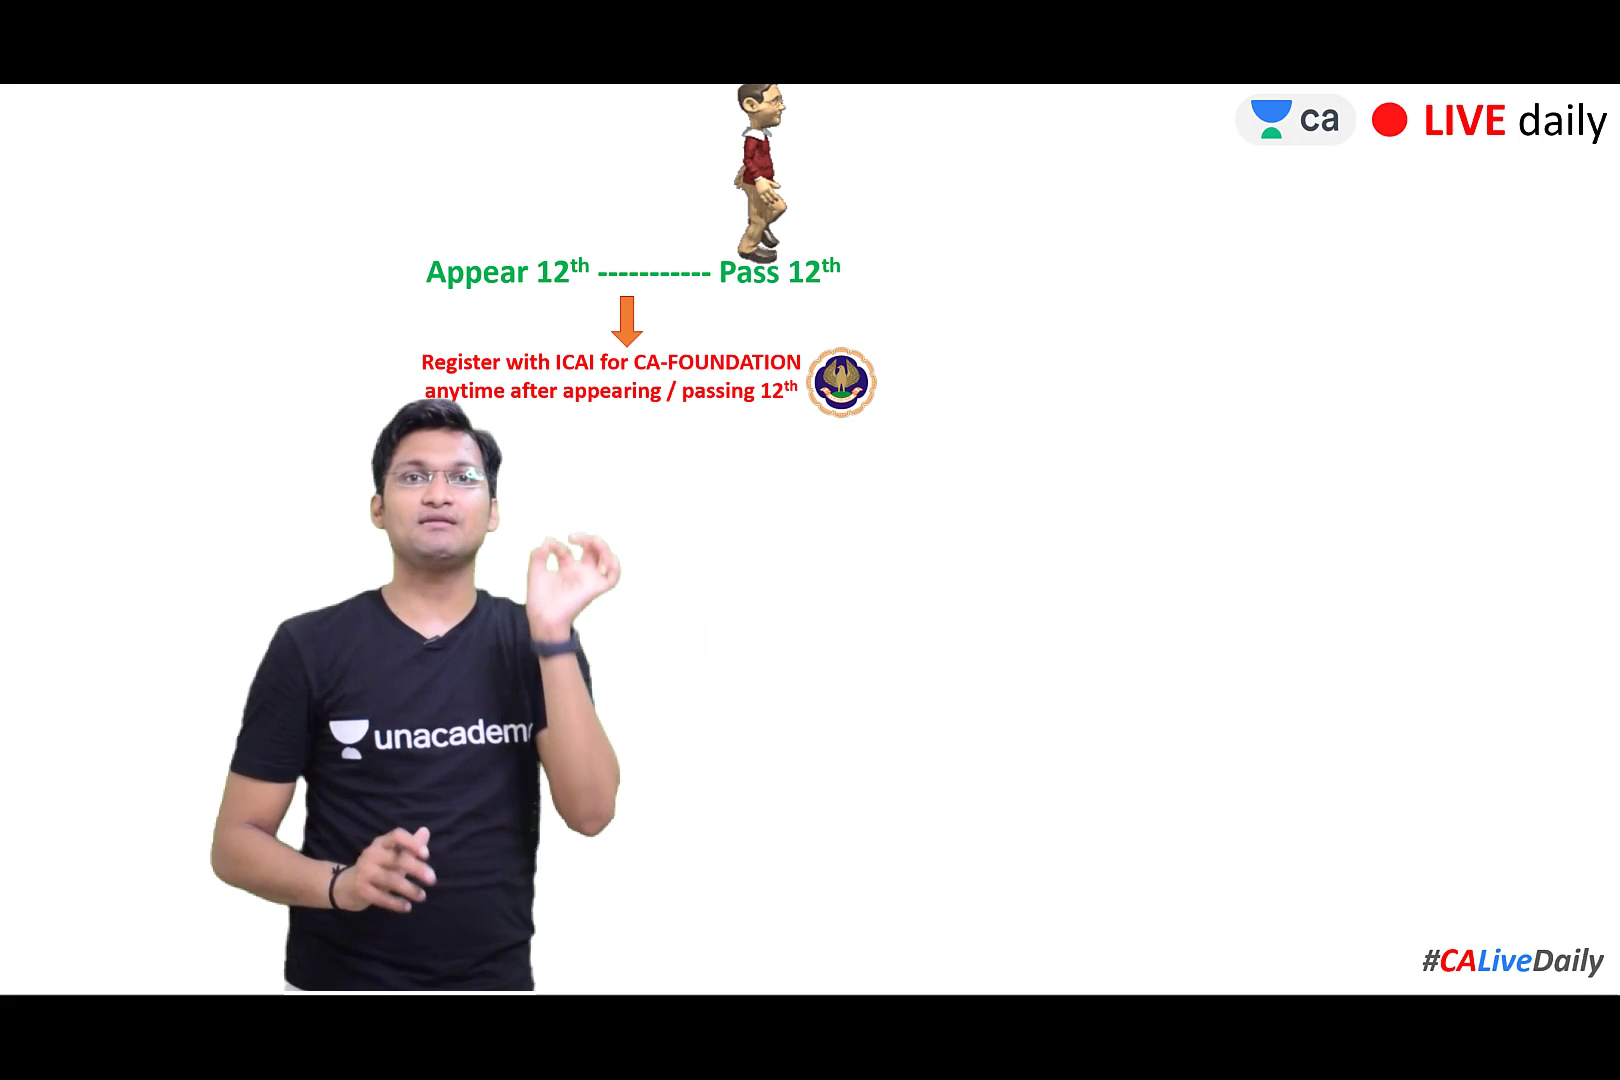 ca LIVE daily
Appear 12th ----------- Pass 12th
Register with ICAI for CA-FOUNDATION
anytime after appearing / passing 12th
unacadem
#CALiveDaily